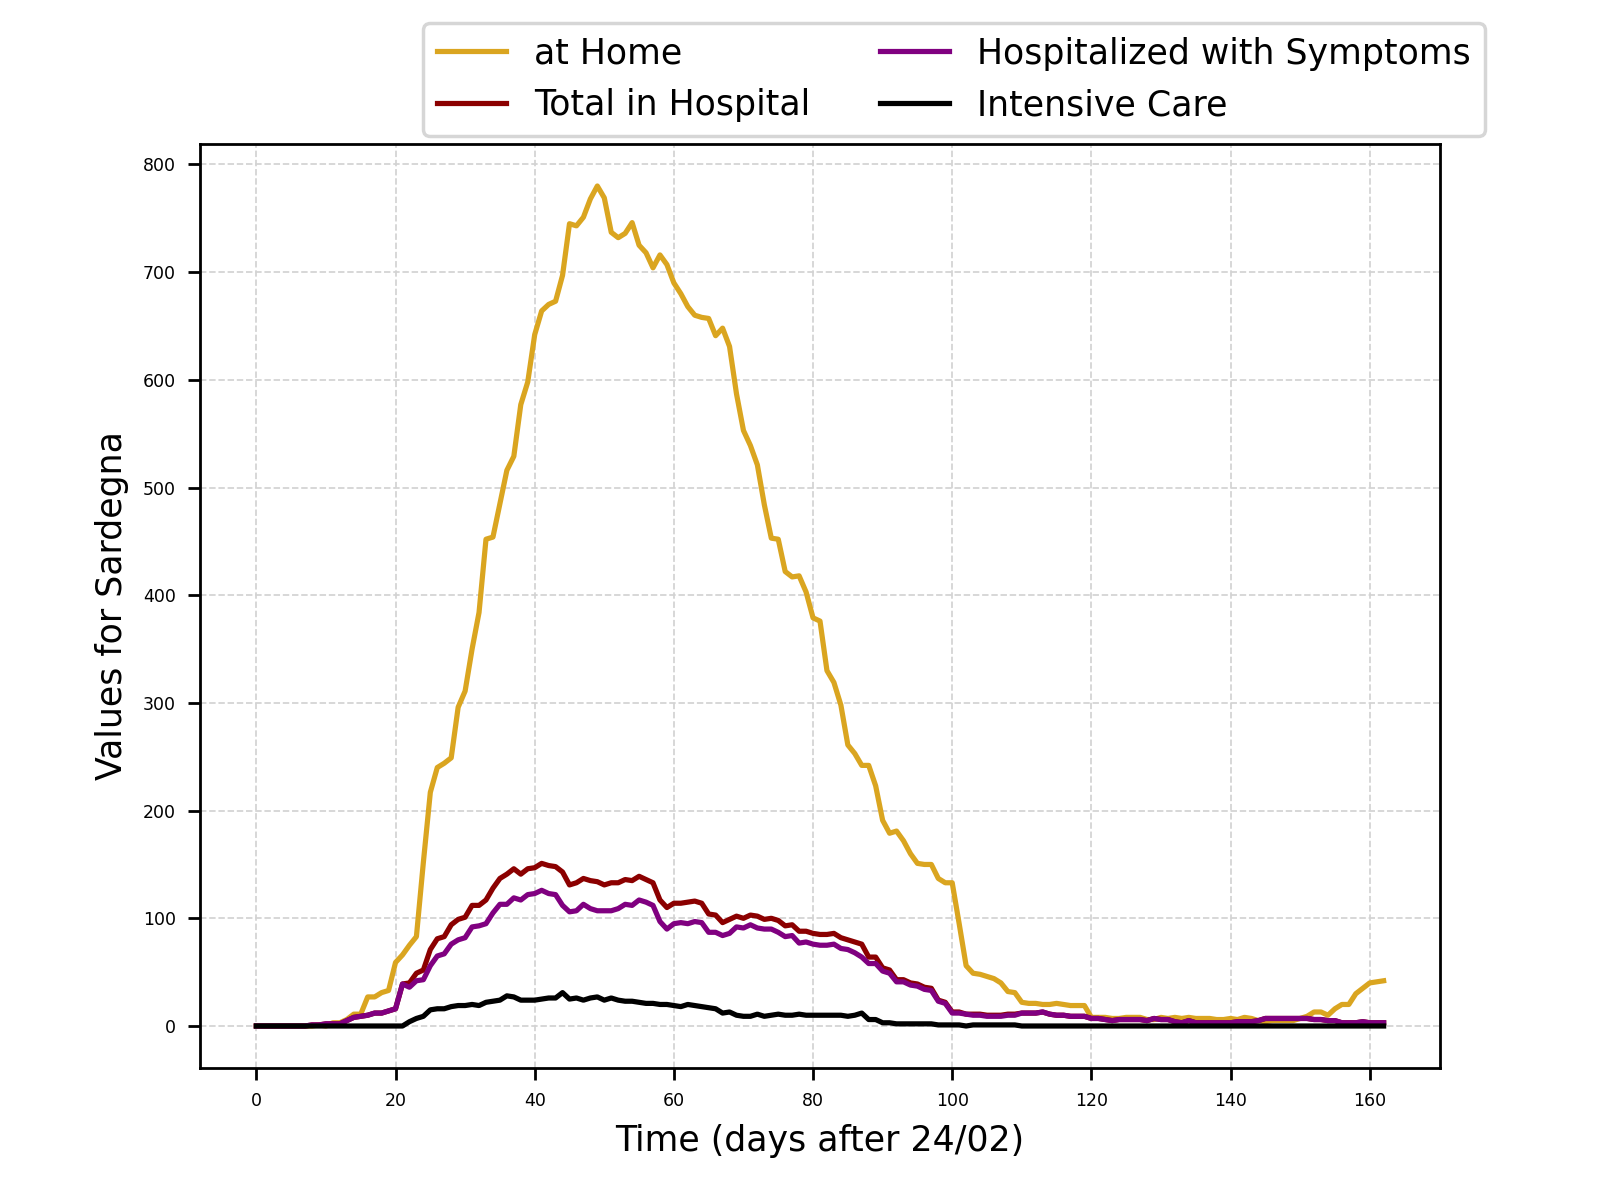 at Home
Total in Hospital
Hospitalized with Symptoms
Intensive Care
800
700
600
500
400
300
200
100
0
Values for Sardegna
0 20 40 60 80 100 120 140 160
Time (days after 24/02)